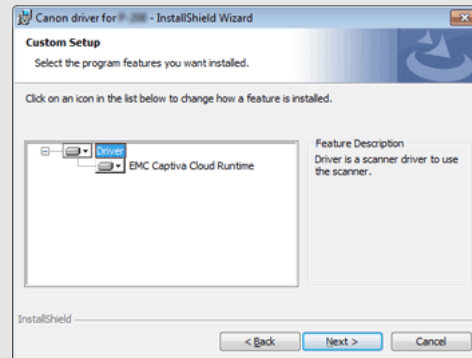 Canon driver for - InstallShield Wizard
Custom Setup
Select the program features you want installed.
Click on an icon in the list below to change how a feature is installed.
Driver
EMC Captiva Cloud Runtime
Feature Description
Driver is a scanner driver to use
the scanner.
InstallShield
< Back
Next >
Cancel